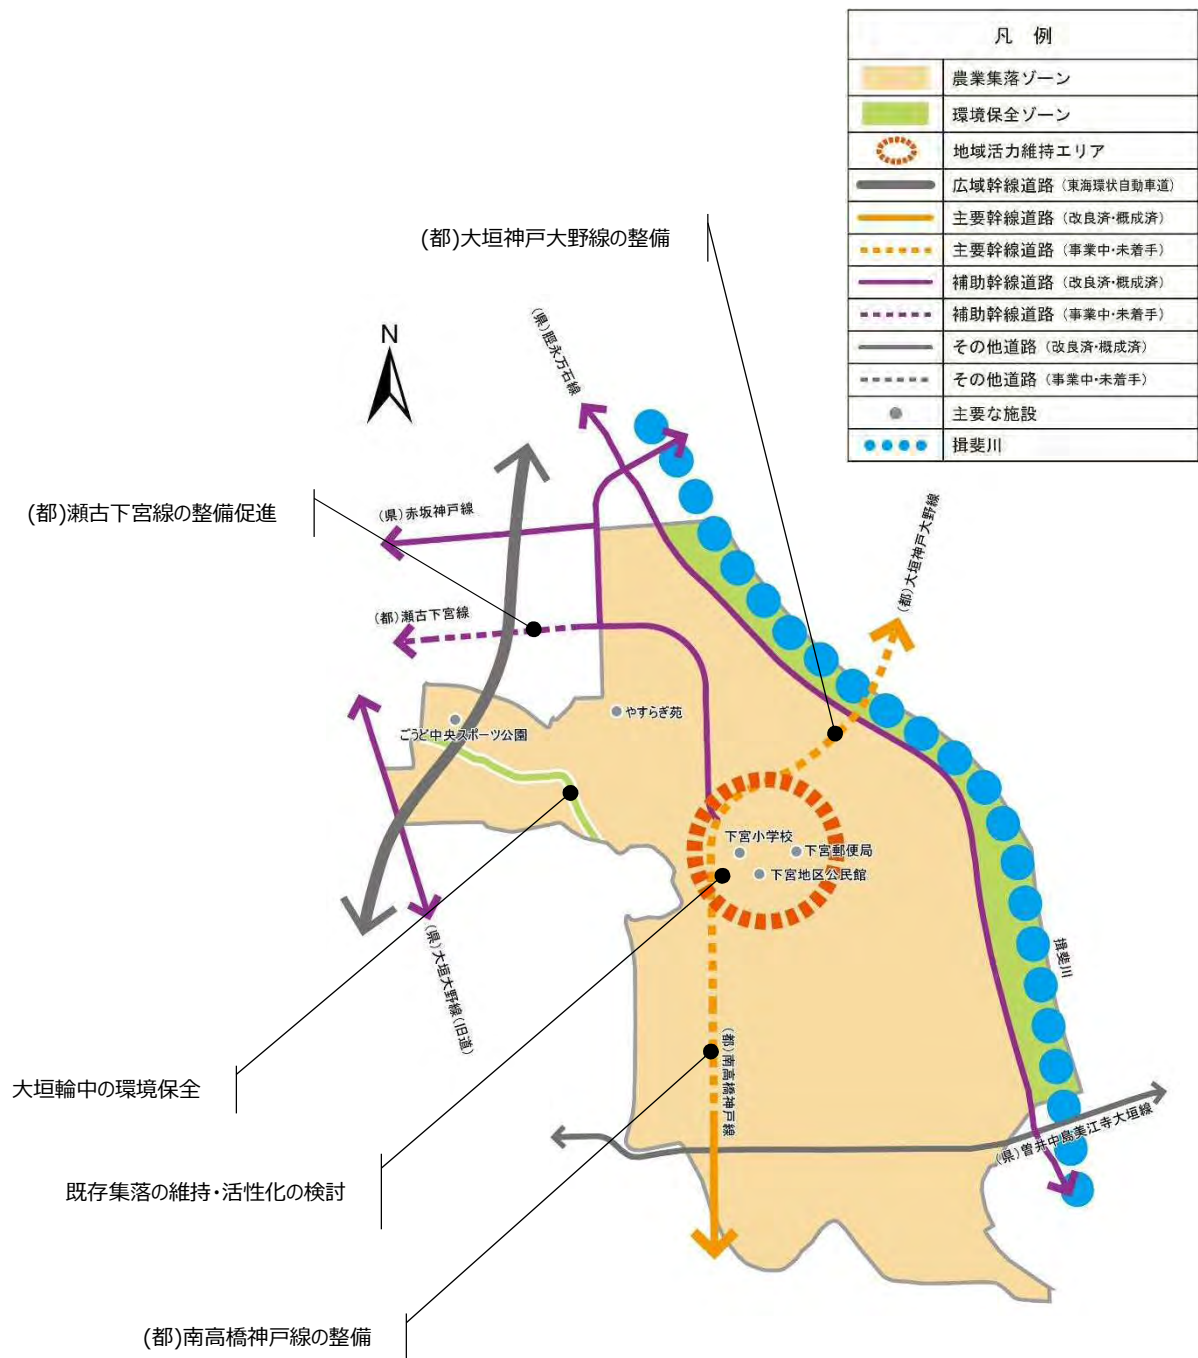 凡 例
農業集落ゾーン
環境保全ゾーン
地域活力維持エリア
広域幹線道路（東海環状自動車道）
主要幹線道路（改良済・概成済）
主要幹線道路（事業中・未着手）
補助幹線道路（改良済・概成済）
補助幹線道路（事業中・未着手）
その他道路（改良済・概成済）
その他道路（事業中・未着手）
主要な施設
揖斐川
(都)大垣神戸大野線の整備
N
(県)脛永万石線
(都)瀬古下宮線の整備促進
(県)赤坂神戸線
(都)大垣神戸大野線
(都)瀬古下宮線
やすらぎ苑
ごうど中央スポーツ公園
下宮小学校
下宮郵便局
下宮地区公民館
(県)大垣大野線(旧道)
揖斐川
(都)南高橋神戸線
大垣輪中の環境保全
(県)曽井中島美江寺大垣線
既存集落の維持・活性化の検討
(都)南高橋神戸線の整備